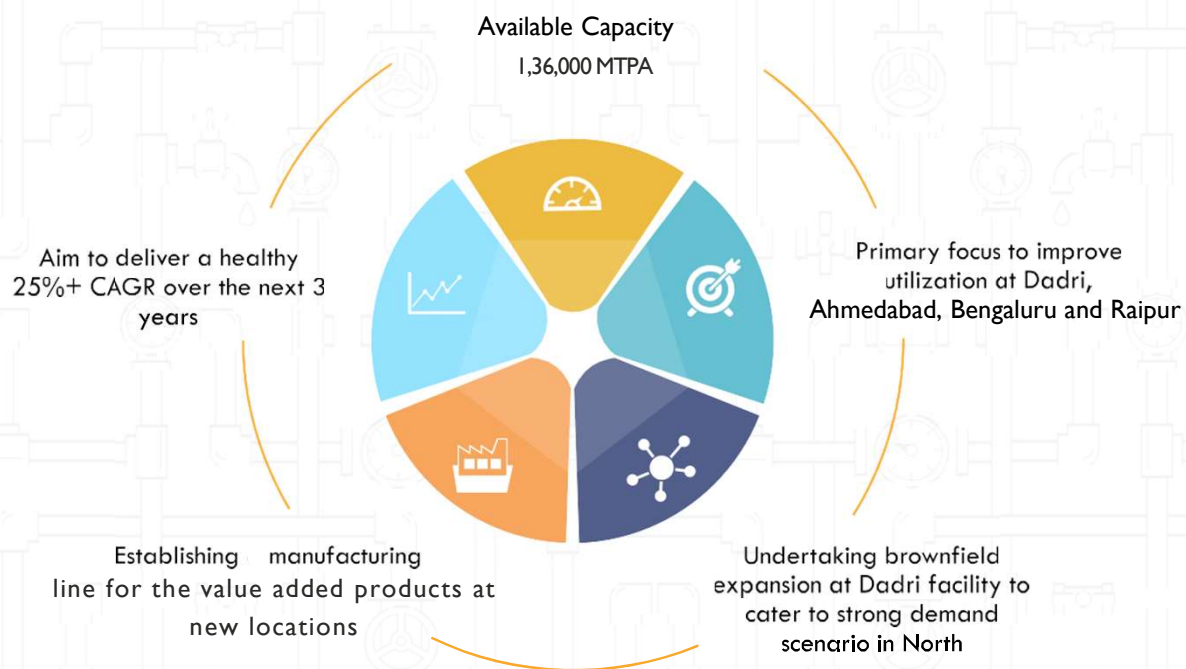 Available Capacity
1,36,000 MTPA
Primary focus to improve
utilization at Dadri,
Ahmedabad, Bengaluru and Raipur
Undertaking brownfield
expansion at Dadri facility to
cater to strong demand
scenario in North
Establishing manufacturing
line for the value added products at
new locations
Aim to deliver a healthy
25%+ CAGR over the next 3
years